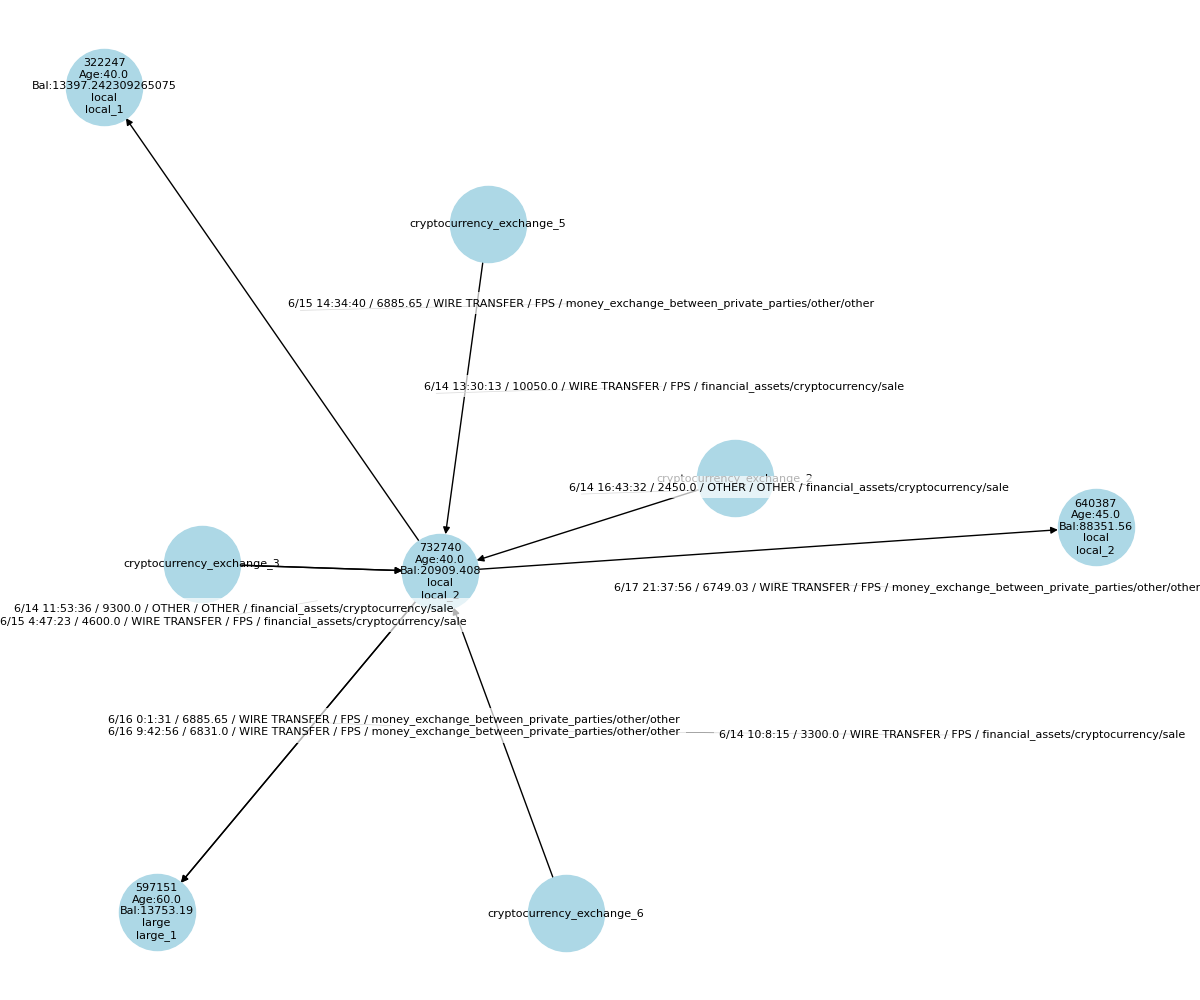 322247
Age:40.0
Bal:13397.242309265075
local
local_1
cryptocurrency_exchange_5
6/15 14:34:40 / 6885.65 / WIRE TRANSFER / FPS / money_exchange_between_private_parties/other/other
6/14 13:30:13 / 10050.0 / WIRE TRANSFER / FPS / financial_assets/cryptocurrency/sale
cryptocurrency_exchange_2
6/14 16:43:32 / 2450.0 / OTHER / OTHER / financial_assets/cryptocurrency/sale
640387
Age:45.0
Bal:88351.56
local
local_2
732740
Age:40.0
Bal:20909.408
local
local_2
cryptocurrency_exchange_3
6/17 21:37:56 / 6749.03 / WIRE TRANSFER / FPS / money_exchange_between_private_parties/other/other
6/14 11:53:36 / 9300.0 / OTHER / OTHER / financial_assets/cryptocurrency/sale
6/15 4:47:23 / 4600.0 / WIRE TRANSFER / FPS / financial_assets/cryptocurrency/sale
6/16 0:1:31 / 6885.65 / WIRE TRANSFER / FPS / money_exchange_between_private_parties/other/other
6/16 9:42:56 / 6831.0 / WIRE TRANSFER / FPS / money_exchange_between_private_parties/other/other
6/14 10:8:15 / 3300.0 / WIRE TRANSFER / FPS / financial_assets/cryptocurrency/sale
597151
Age:60.0
Bal:13753.19
large
large_1
cryptocurrency_exchange_6